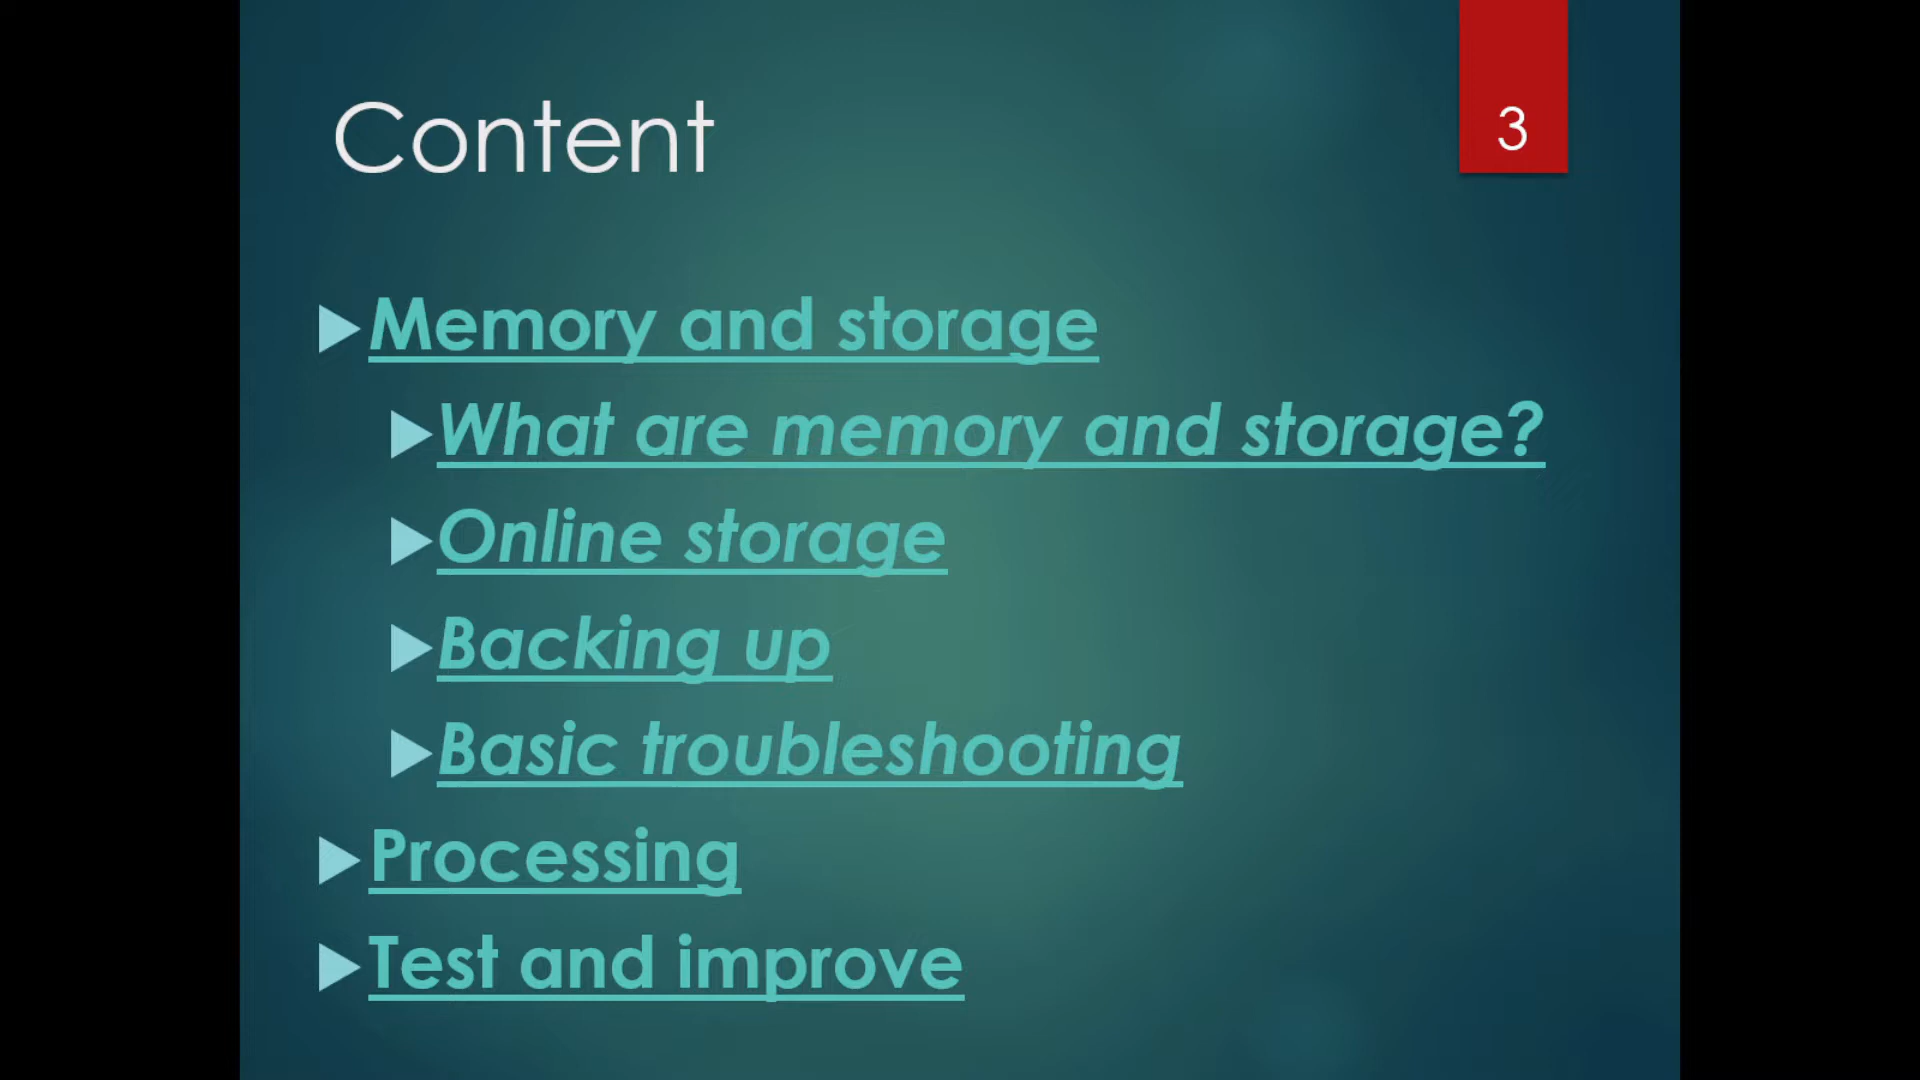 Content
3
Memory and storage
What are memory and storage?
Online storage
Backing up
Basic troubleshooting
Processing
Test and improve